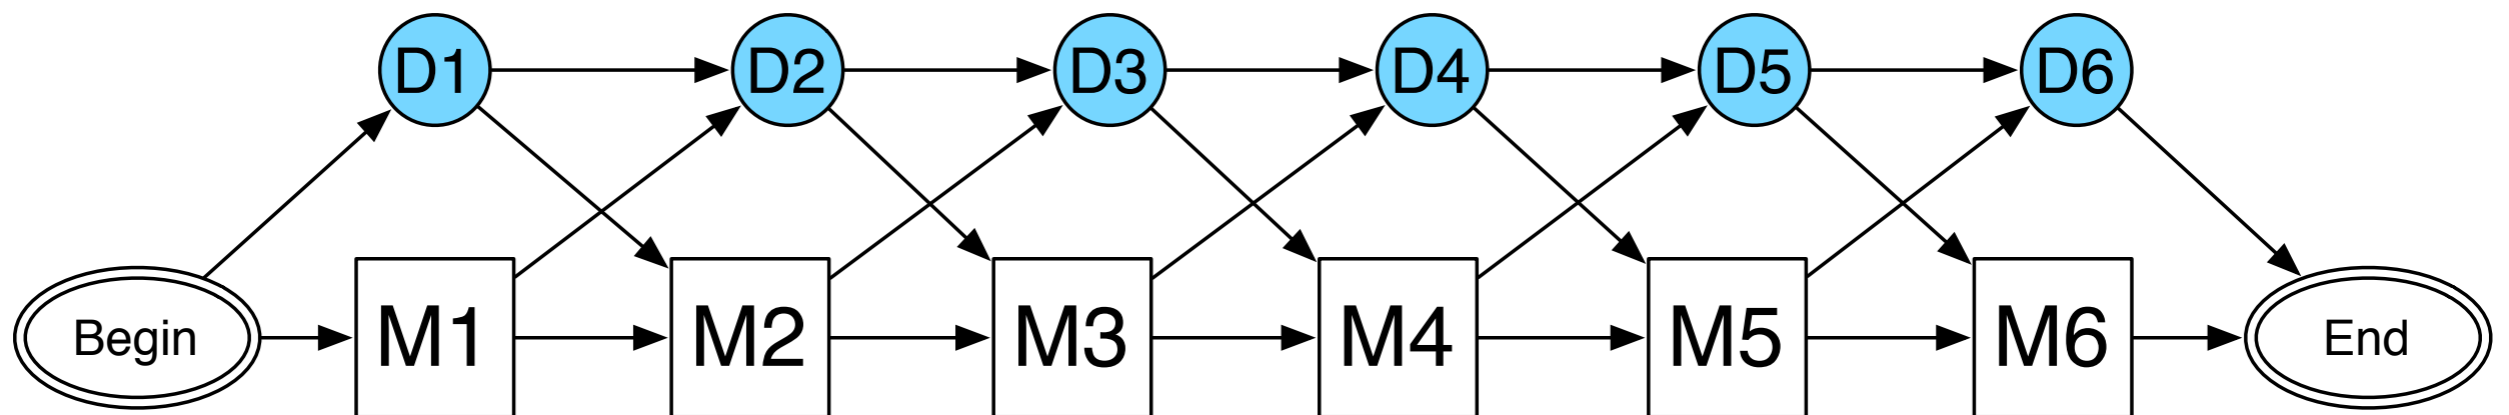 D1 D2 D3 D4 D5 D6
Begin M1 M2 M3 M4 M5 M6 End